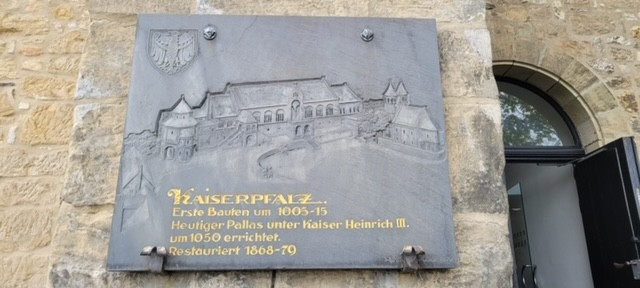 KAISERPFALZ..
Erste Bauten um 1005-15
Heutiger Pallas unter Kaiser Heinrich III.
um 1050 errichtet.
Restauriert 1868-79